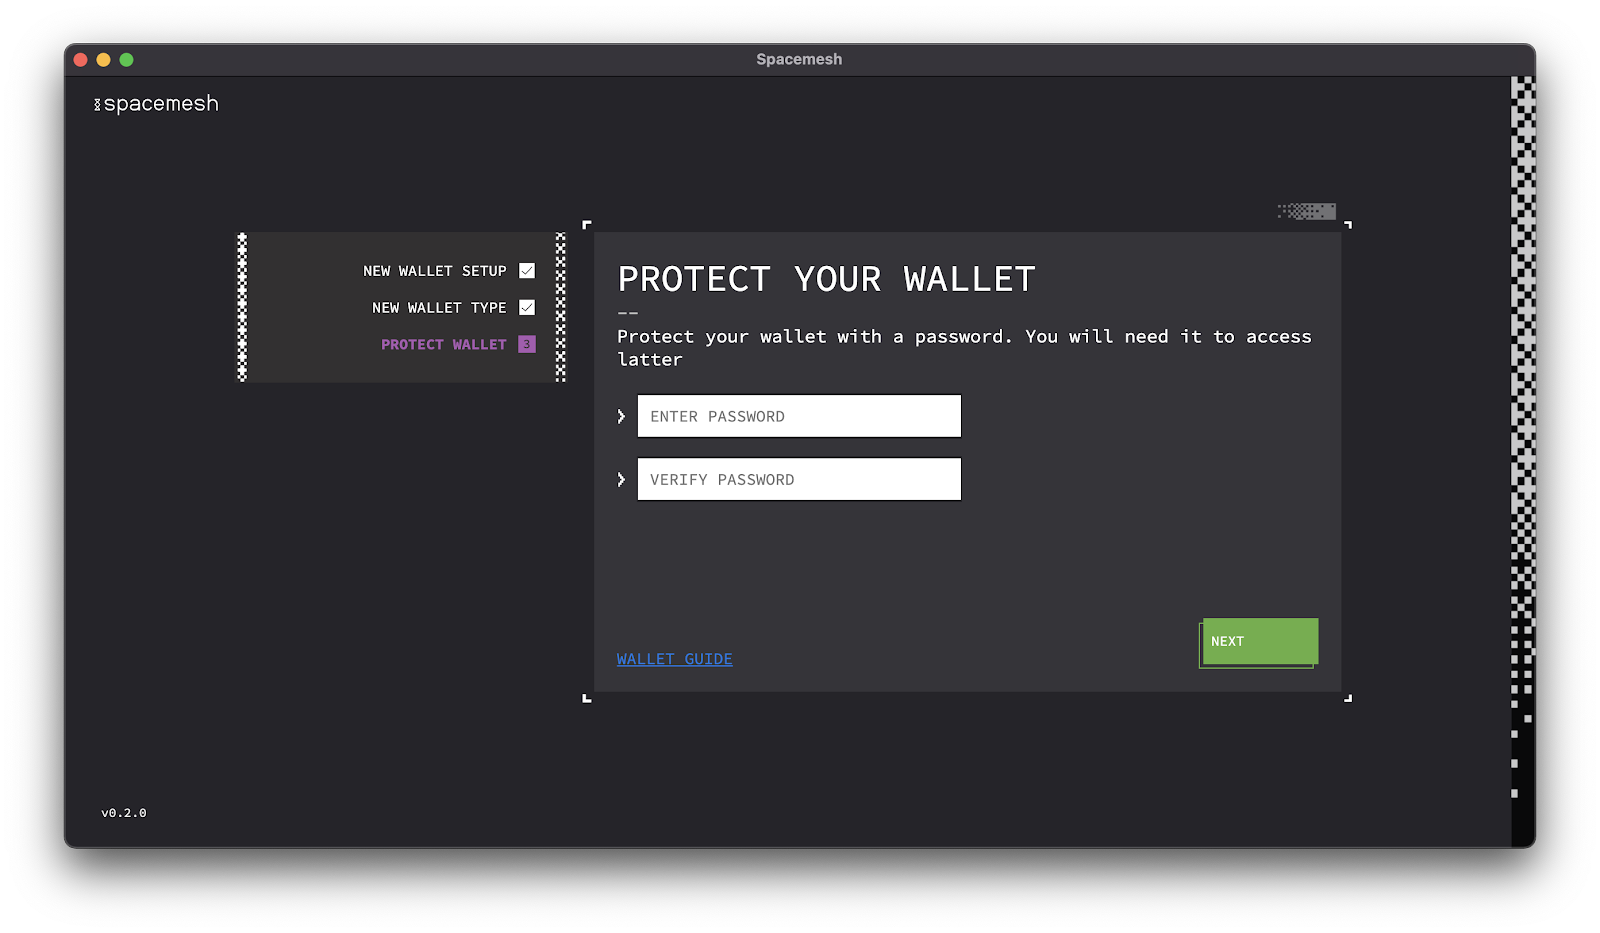 Spacemesh
spacemesh
NEW WALLET SETUP
NEW WALLET TYPE
PROTECT WALLET 3
PROTECT YOUR WALLET
--
Protect your wallet with a password. You will need it to access
latter
ENTER PASSWORD
VERIFY PASSWORD
WALLET GUIDE
NEXT
v0.2.0